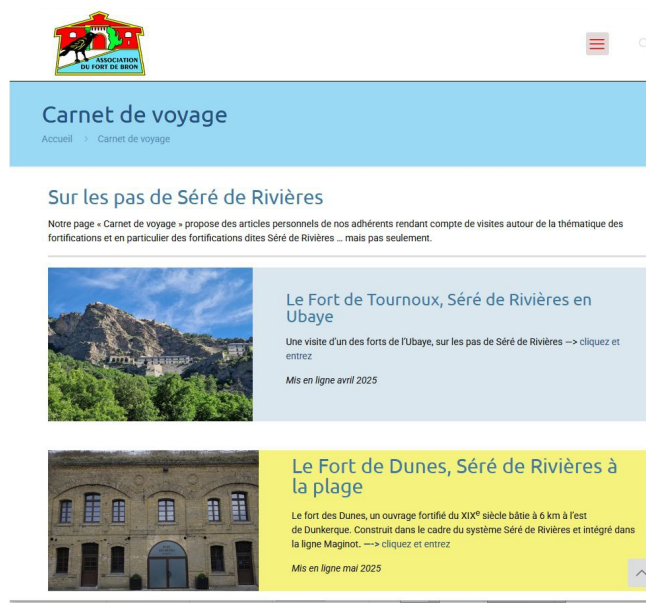 ASSOCIATION
DU FORT DE BRON
Carnet de voyage
Accueil > Carnet de voyage
Sur les pas de Séré de Rivières
Notre page « Carnet de voyage » propose des articles personnels de nos adhérents rendant compte de visites autour de la thématique des
fortifications et en particulier des fortifications dites Séré de Rivières ... mais pas seulement.
Le Fort de Tournoux, Séré de Rivières en
Ubaye
Une visite d'un des forts de l'Ubaye, sur les pas de Séré de Rivières —> cliquez et
entrez
Mis en ligne avril 2025
Le Fort de Dunes, Séré de Rivières à
la plage
Le fort des Dunes, un ouvrage fortifié du XIXe siècle bâtie à 6 km à l'est
de Dunkerque. Construit dans le cadre du système Séré de Rivières et intégré dans
la ligne Maginot. —-> cliquez et entrez
Mis en ligne mai 2025